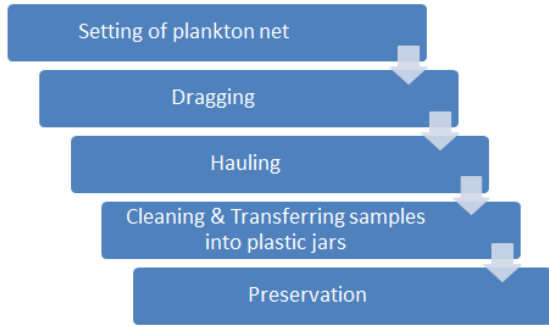 Setting of plankton net
Dragging
Hauling
Cleaning & Transferring samples
into plastic jars
Preservation